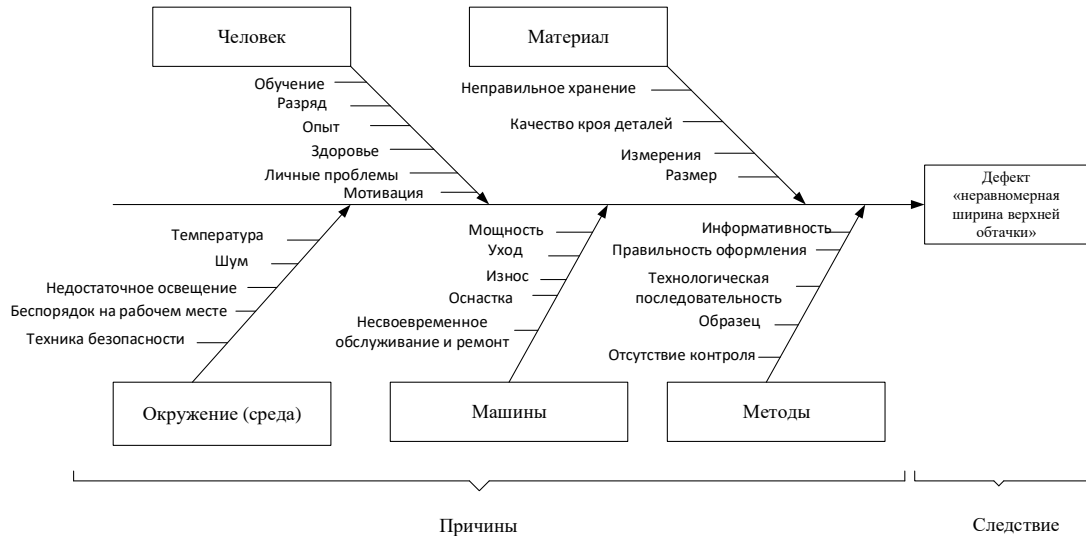 Человек
Материал
Обучение
Разряд
Опыт
Здоровье
Личные проблемы
Мотивация
Неправильное хранение
Качество кроя деталей
Измерения
Размер
Дефект
«неравномерная
ширина верхней
обтачки»
Температура
Шум
Недостаточное освещение
Беспорядок на рабочем месте
Техника безопасности
Мощность
Уход
Износ
Оснастка
Несвоевременное
обслуживание и ремонт
Информативность
Правильность оформления
Технологическая
последовательность
Образец
Отсутствие контроля
Окружение (среда)
Машины
Методы
Причины
Следствие